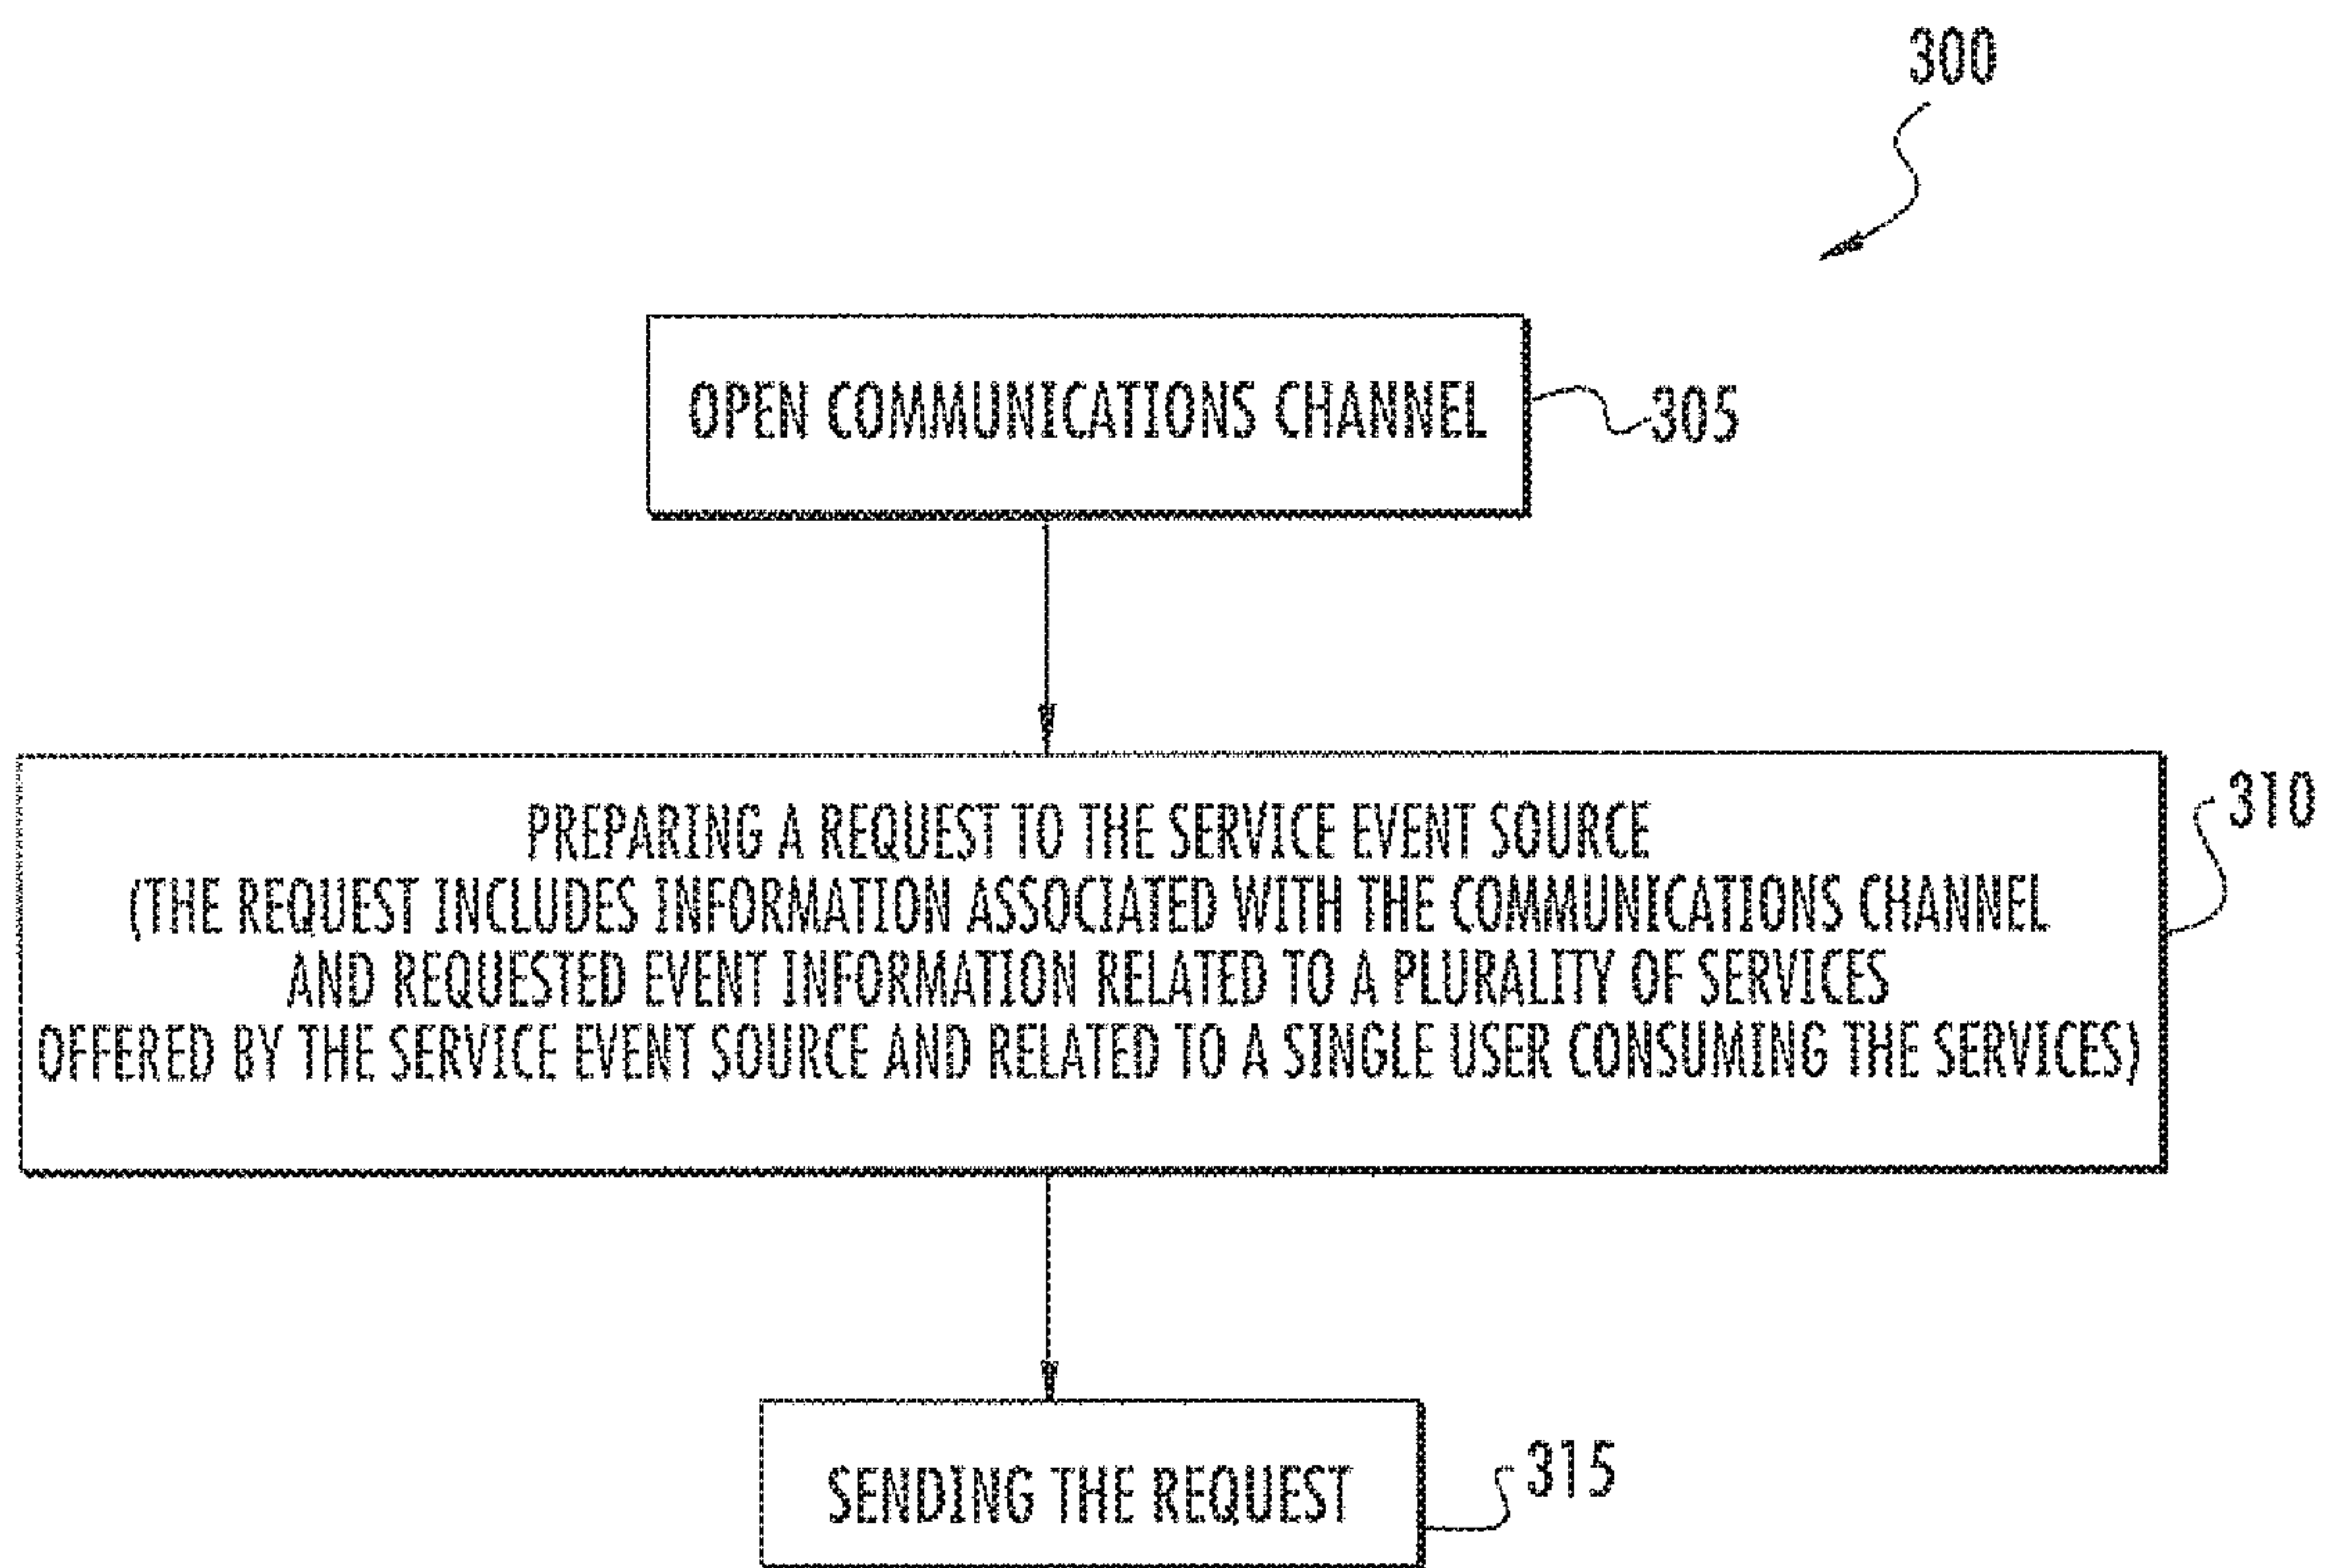 300
OPEN COMMUNICATIONS CHANNEL
305
PREPARING A REQUEST TO THE SERVICE EVENT SOURCE
310
(THE REQUEST INCLUDES INFORMATION ASSOCIATED WITH THE COMMUNICATIONS CHANNEL
AND REQUESTED EVENT INFORMATION RELATED TO A PLURALITY OF SERVICES
OFFERED BY THE SERVICE EVENT SOURCE AND RELATED TO A SINGLE USER CONSUMING THE SERVICES)
SENDING THE REQUEST
315